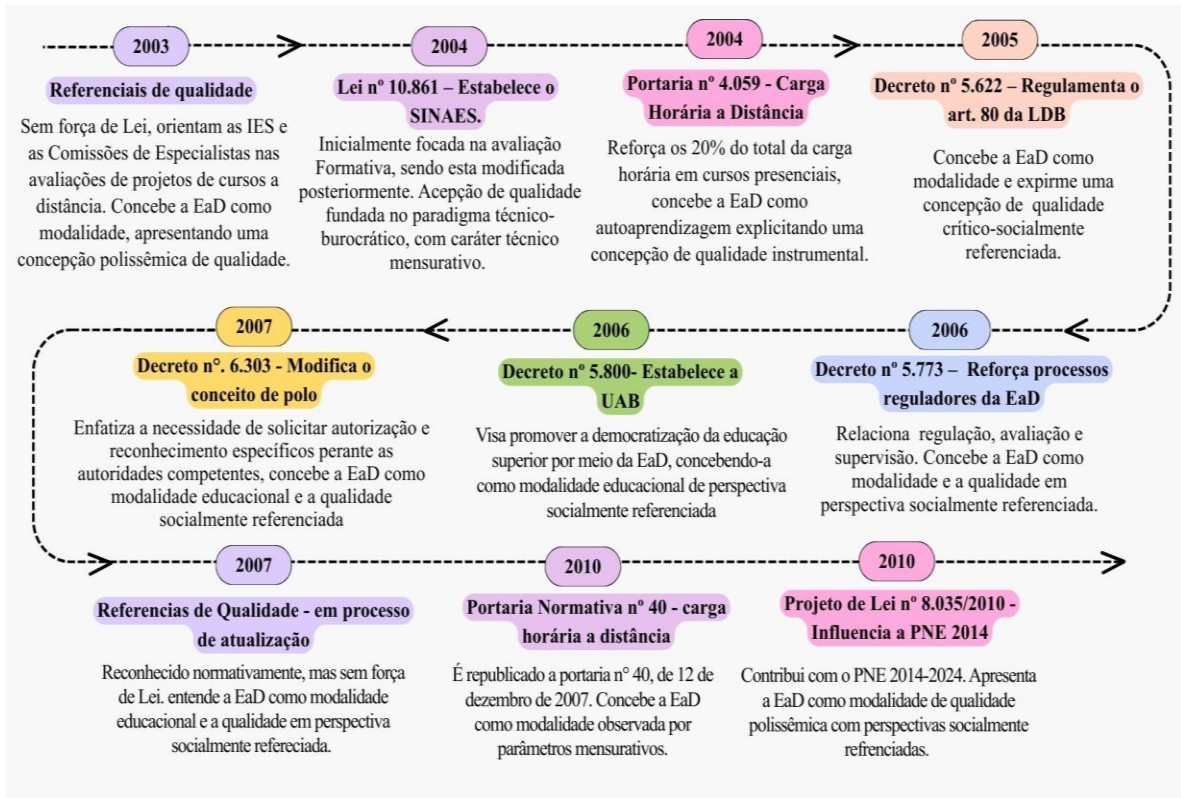 2003
Referenciais de qualidade
Sem força de Lei, orientam as IES e
as Comissões de Especialistas nas
avaliações de projetos de cursos a
distância. Concebe a EaD como
modalidade, apresentando uma
concepção polissêmica de qualidade.
2004
Lei nº 10.861 – Estabelece o
SINAES.
Inicialmente focada na avaliação
Formativa, sendo esta modificada
posteriormente. Acepção de qualidade
fundada no paradigma técnico-
burocrático, com caráter técnico
mensurativo.
2004
Portaria nº 4.059 - Carga
Horária a Distância
Reforça os 20% do total da carga
horária em cursos presenciais,
concebe a EaD como
autoaprendizagem explicitando uma
concepção de qualidade instrumental.
2005
Decreto nº 5.622 – Regulamenta o
art. 80 da LDB
Concebe a EaD como
modalidade e expirme uma
concepção de qualidade
crítico-socialmente
referenciada.
2006
Decreto nº 5.773 – Reforça processos
reguladores da EaD
Relaciona regulação, avaliação e
supervisão. Concebe a EaD como
modalidade e a qualidade em
perspectiva socialmente referenciada.
2006
Decreto nº 5.800- Estabelece a
UAB
Visa promover a democratização da educação
superior por meio da EaD, concebendo-a
como modalidade educacional de perspectiva
socialmente referenciada
2007
Decreto n°. 6.303 - Modifica o
conceito de polo
Enfatiza a necessidade de solicitar autorização e
reconhecimento específicos perante as
autoridades competentes, concebe a EaD como
modalidade educacional e a qualidade
socialmente referenciada
2007
Referencias de Qualidade - em processo
de atualização
Reconhecido normativamente, mas sem força
de Lei. entende a EaD como modalidade
educacional e a qualidade em perspectiva
socialmente refereciada.
2010
Portaria Normativa nº 40 - carga
horária a distância
É republicado a portaria n° 40, de 12 de
dezembro de 2007. Concebe a EaD
como modalidade observada por
parâmetros mensurativos.
2010
Projeto de Lei nº 8.035/2010 -
Influencia a PNE 2014
Contribui com o PNE 2014-2024. Apresenta
a EaD como modalidade de qualidade
polissêmica com perspectivas socialmente
refrenciadas.